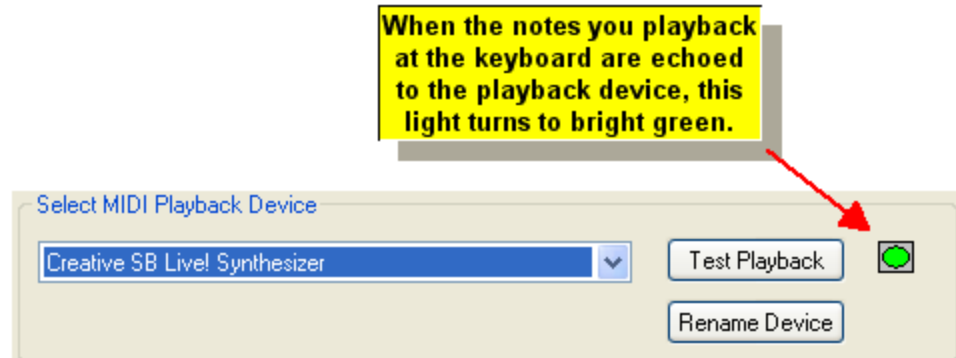 When the notes you playback
at the keyboard are echoed
to the playback device, this
light turns to bright green.
Select MIDI Playback Device
Creative SB Live! Synthesizer
Test Playback
Rename Device